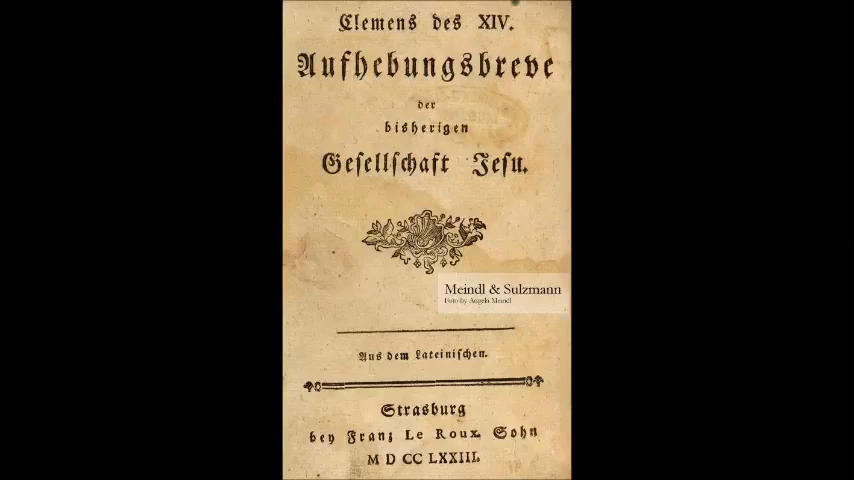 Clemens des XIV.
Aufhebungsbreve
der
bisherigen
Gesellschaft Jesu.
Meindl & Sulzmann
Foto by Angela Meindl
Aus dem Lateinischen.
Strasburg
bey Franz Le Roux. Sohn
M D CC LXXIII.